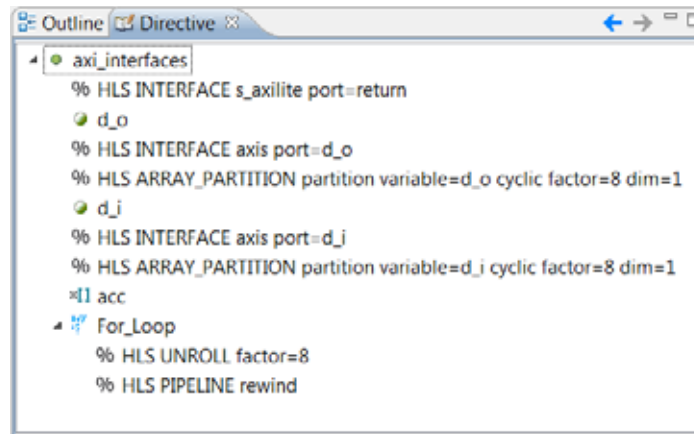 Outline Directive
axi_interfaces
% HLS INTERFACE s_axilite port=return
d_o
% HLS INTERFACE axis port=d_o
% HLS ARRAY_PARTITION partition variable=d_o cyclic factor=8 dim=1
d_i
% HLS INTERFACE axis port=d_i
% HLS ARRAY_PARTITION partition variable=d_i cyclic factor=8 dim=1
acc
For_Loop
% HLS UNROLL factor=8
% HLS PIPELINE rewind